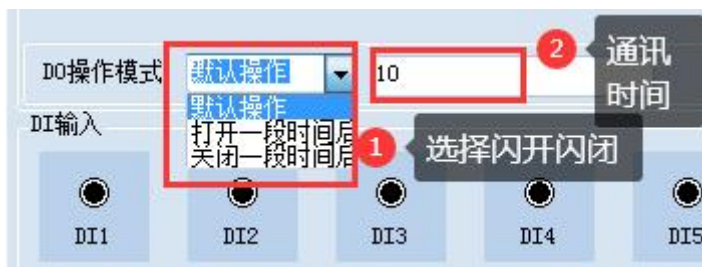 DO操作模式
默认操作
10
2
通讯
时间
默认操作
打开一段时间后
关闭一段时间后
1
选择闪开闪闭
DI输入
DI1
DI2
DI3
DI4
DI5